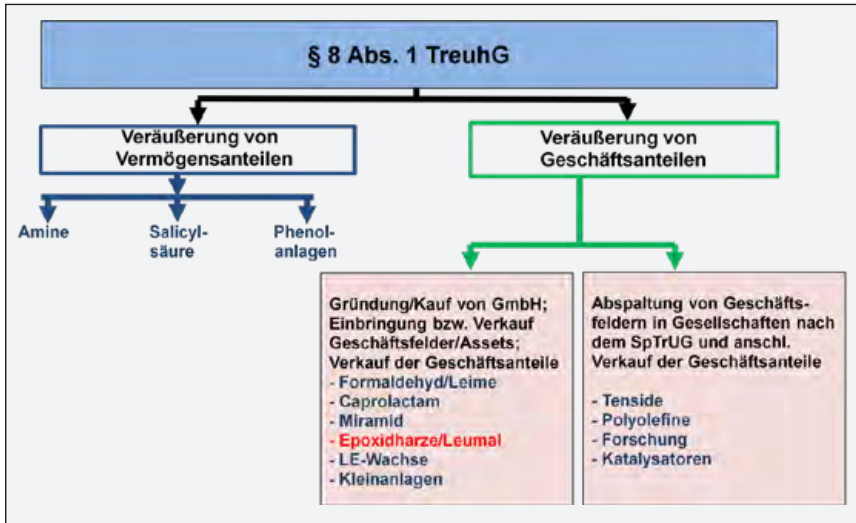 § 8 Abs. 1 TreuhG
Veräußerung von
Vermögensanteilen
Veräußerung von
Geschäftsanteilen
Amine
Salicyl-
säure
Phenol-
anlagen
Gründung/Kauf von GmbH;
Einbringung bzw. Verkauf
Geschäftsfelder/Assets;
Verkauf der Geschäftsanteile
- Formaldehyd/Leime
- Caprolactam
- Miramid
- Epoxidharze/Leumal
- LE-Wachse
- Kleinanlagen
Abspaltung von Geschäfts-
feldern in Gesellschaften nach
dem SpTrUG und anschl.
Verkauf der Geschäftsanteile
- Tenside
- Polyolefine
- Forschung
- Katalysatoren